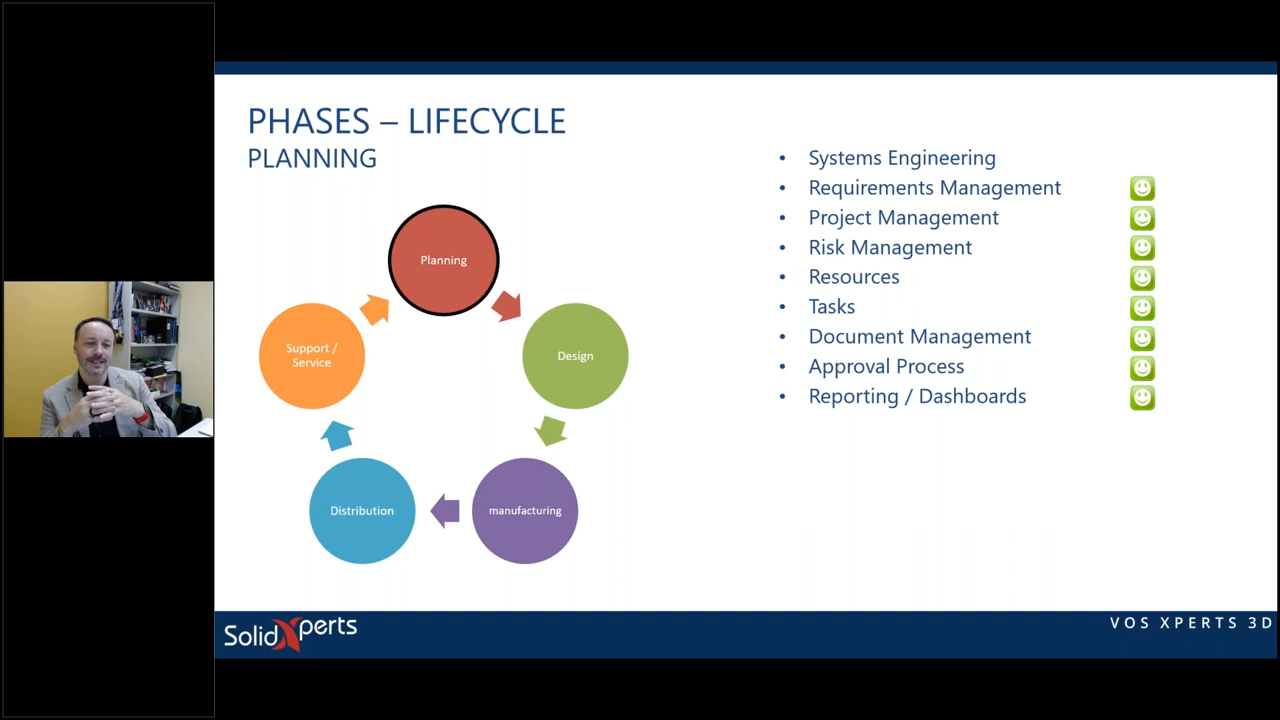 PHASES – LIFECYCLE
PLANNING
Planning
Design
manufacturing
Distribution
Support /
Service
• Systems Engineering
• Requirements Management
• Project Management
• Risk Management
• Resources
• Tasks
• Document Management
• Approval Process
• Reporting / Dashboards
SolidXperts
VOS XPERTS 3D